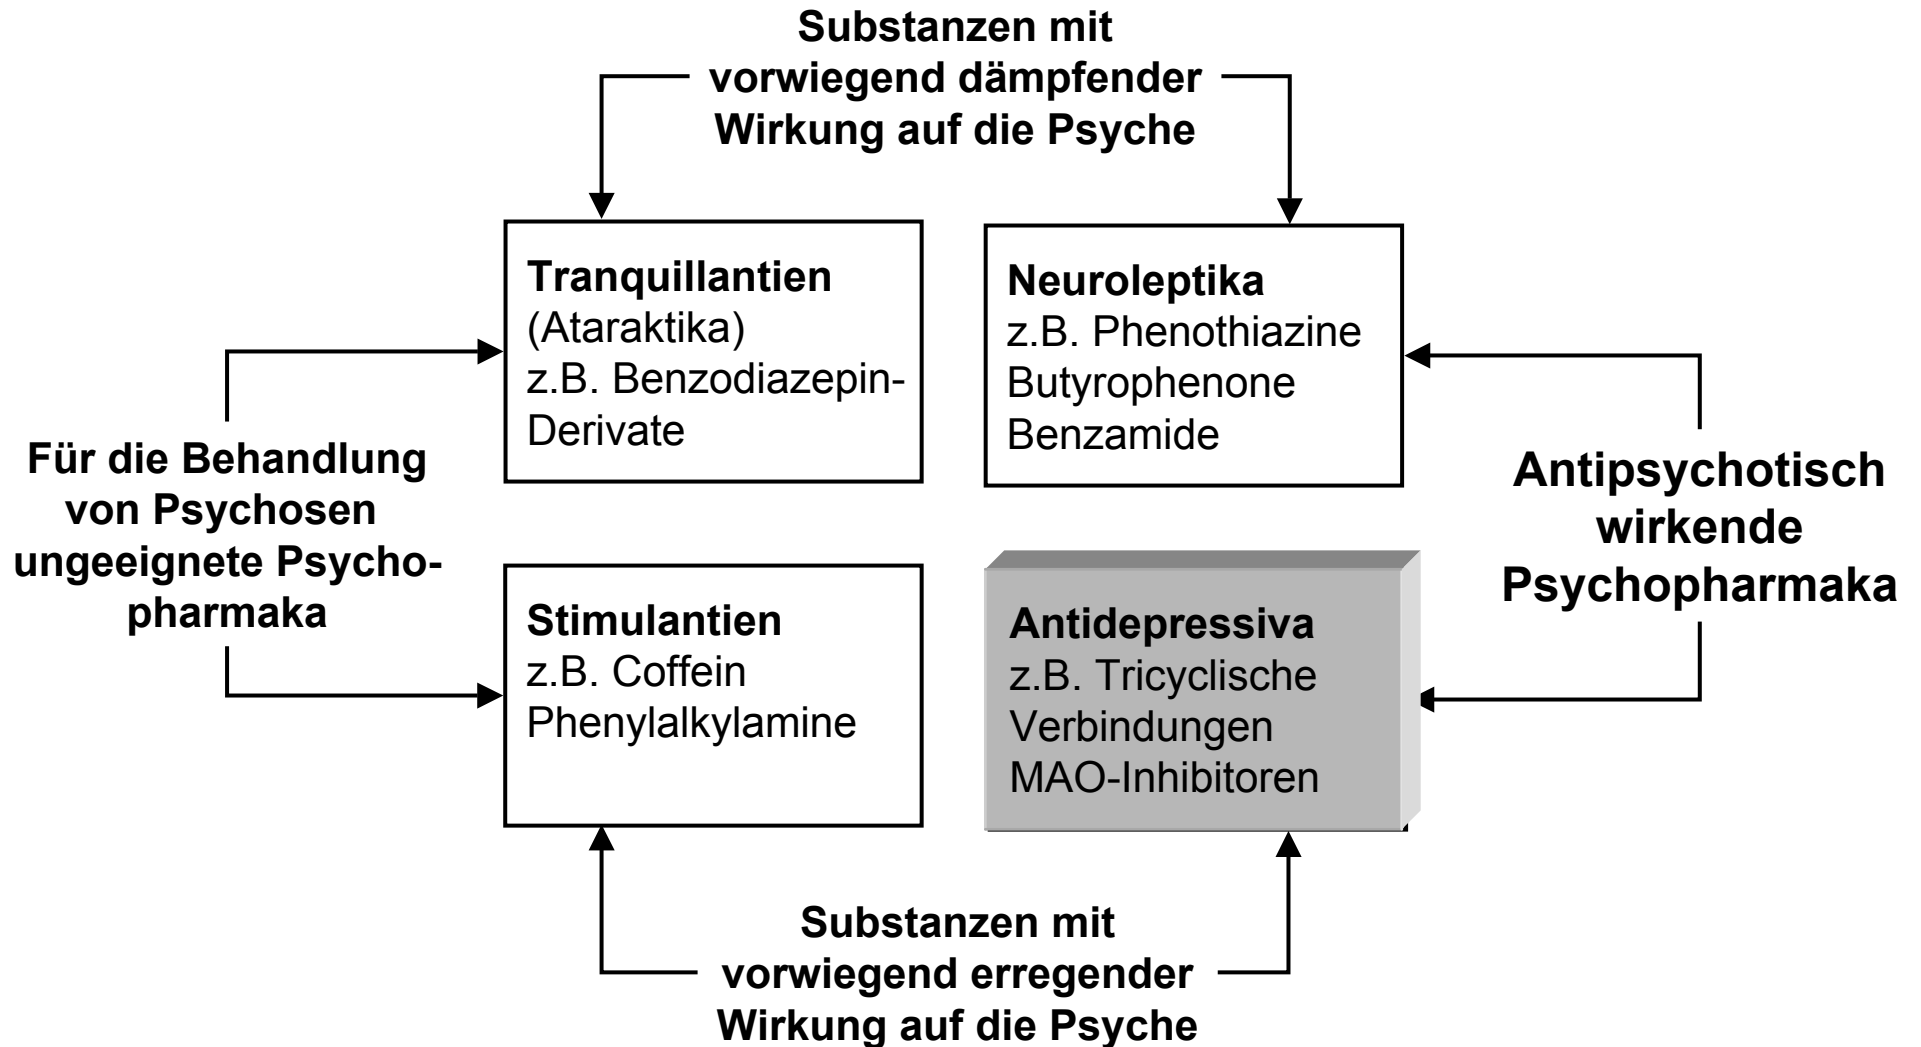 Substanzen mit
vorwiegend dämpfender
Wirkung auf die Psyche
Tranquillantien
(Ataraktika)
z.B. Benzodiazepin-
Derivate
Neuroleptika
z.B. Phenothiazine
Butyrophenone
Benzamide
Für die Behandlung
von Psychosen
ungeeignete Psycho-
pharmaka
Antipsychotisch
wirkende
Psychopharmaka
Stimulantien
z.B. Coffein
Phenylalkylamine
Antidepressiva
z.B. Tricyclische
Verbindungen
MAO-Inhibitoren
Substanzen mit
vorwiegend erregender
Wirkung auf die Psyche